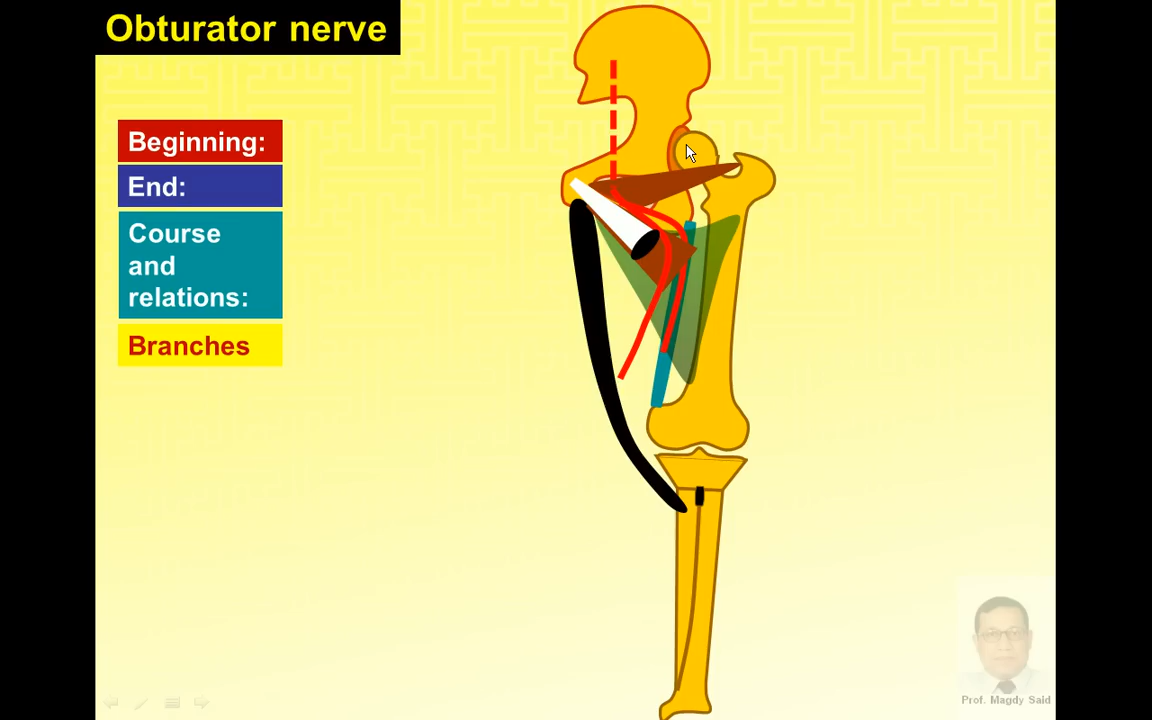 Obturator nerve
Beginning:
End:
Course
and
relations:
Branches
Prof. Magdy Said